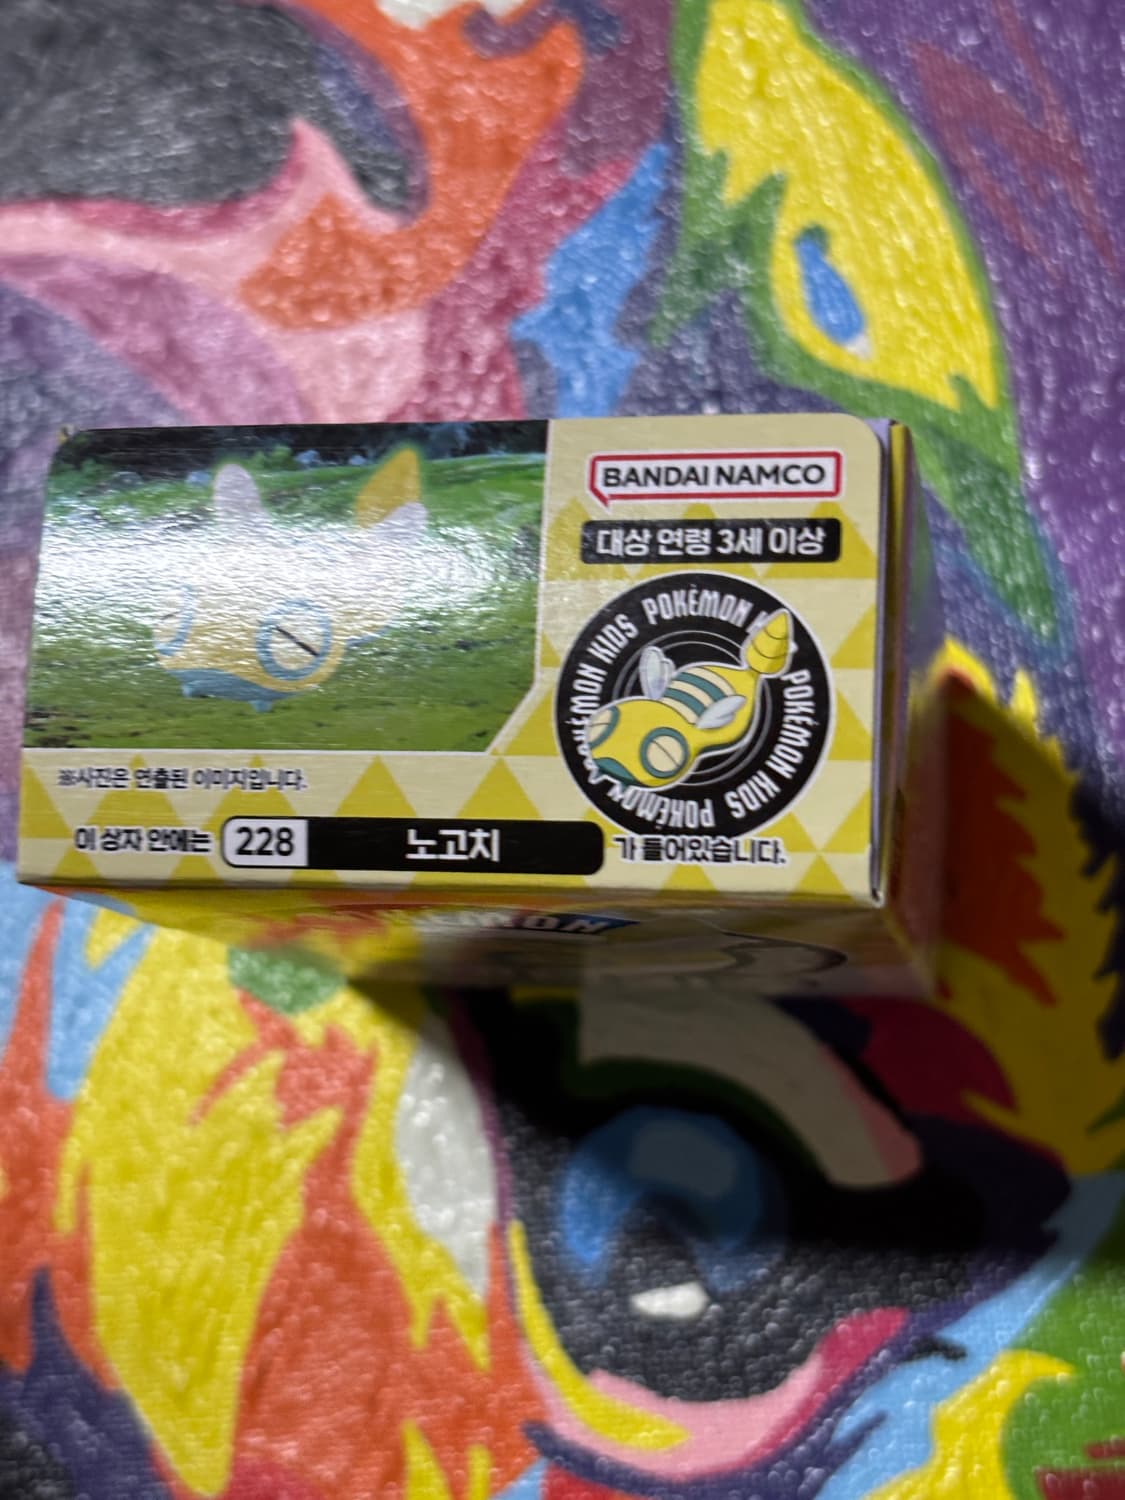 BANDAI NAMCO
대상 연령 3세 이상
POKÉMON KIDS POKÉMON KIDS POKÉMON
※사진은 연출된 이미지입니다.
이 상자 안에는 228 노고치 가 들어있습니다.